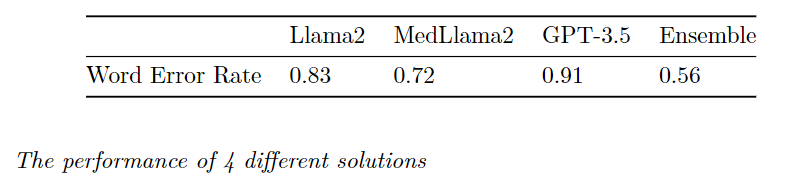 Llama2 MedLlama2 GPT-3.5 Ensemble
Word Error Rate 0.83 0.72 0.91 0.56
The performance of 4 different solutions